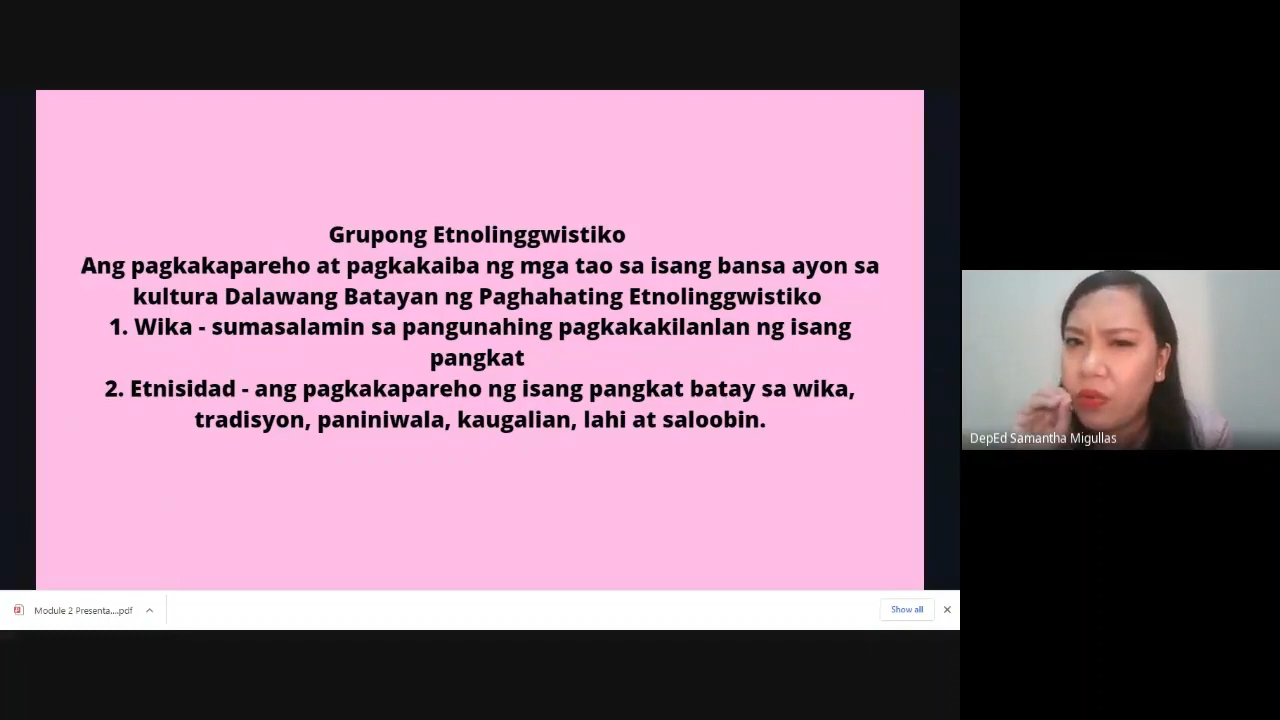 Grupong Etnolinggwistiko
Ang pagkakapareho at pagkakaiba ng mga tao sa isang bansa ayon sa
kultura Dalawang Batayan ng Paghahating Etnolinggwistiko
1. Wika - sumasalamin sa pangunahing pagkakakilanlan ng isang
pangkat
2. Etnisidad - ang pagkakapareho ng isang pangkat batay sa wika,
tradisyon, paniniwala, kaugalian, lahi at saloobin.
DepEd Samantha Migullas
Module 2 Presenta....pdf
Show all